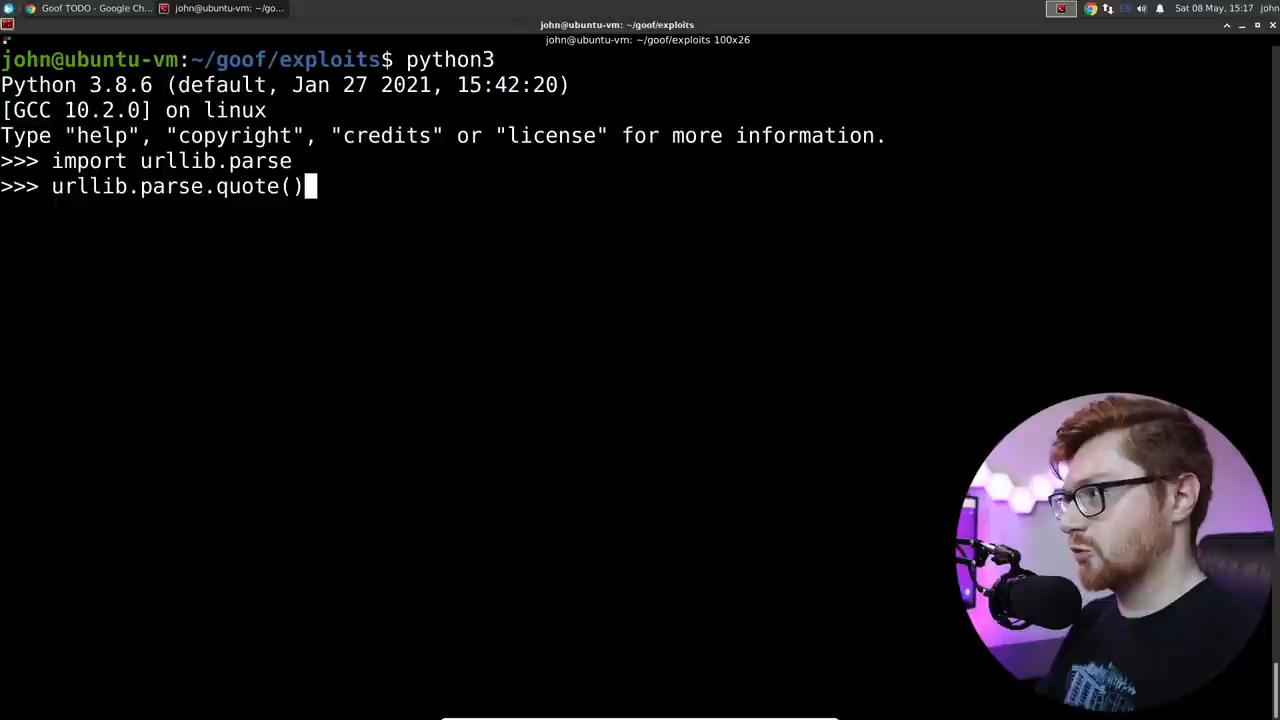 Goof TODO - Google Ch...
john@ubuntu-vm: ~/go...
EN
Sat 08 May, 15:17
john
john@ubuntu-vm: ~/goof/exploits
john@ubuntu-vm: ~/goof/exploits 100x26
john@ubuntu-vm:~/goof/exploits$ python3
Python 3.8.6 (default, Jan 27 2021, 15:42:20)
[GCC 10.2.0] on linux
Type "help", "copyright", "credits" or "license" for more information.
>>> import urllib.parse
>>> urllib.parse.quote()